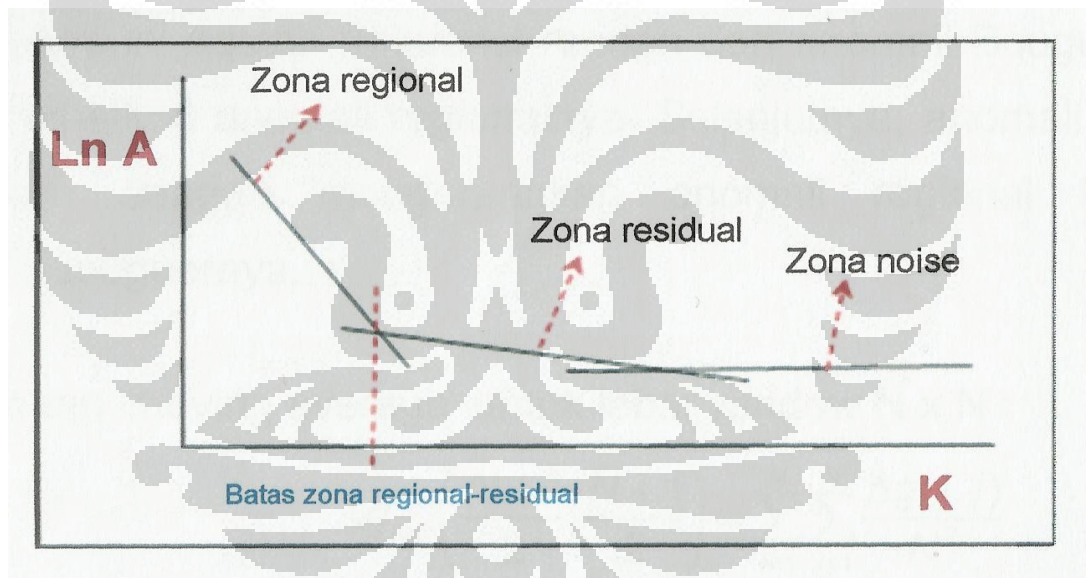 Zona regional
Ln A
Zona residual
Zona noise
Batas zona regional-residual
K